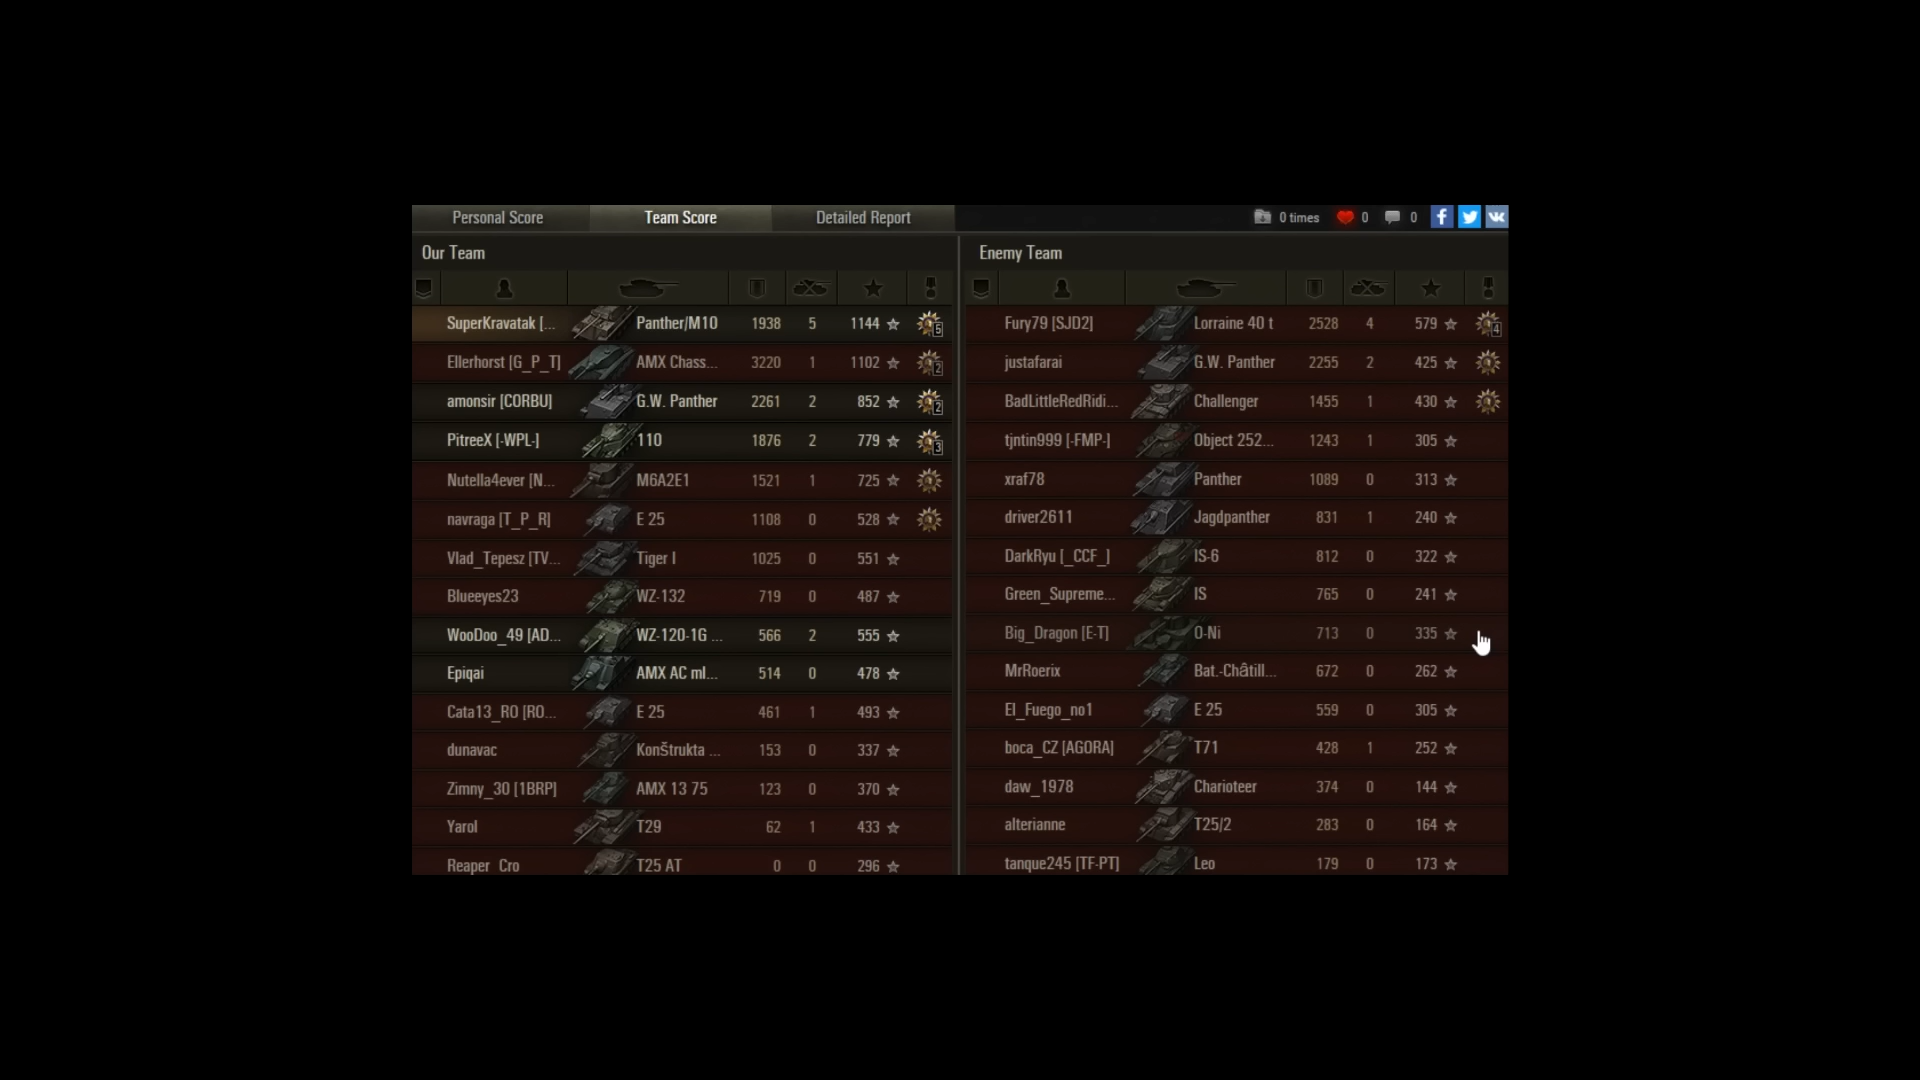 Personal Score Team Score Detailed Report 0 times 0 0
Our Team
SuperKravatak [... Panther/M10 1938 5 1144 5
Ellerhorst [G_P_T] AMX Chass... 3220 1 1102 2
amonsir [CORBU] G.W. Panther 2261 2 852 2
PitreeX [-WPL-] 110 1876 2 779 3
Nutella4ever [N... M6A2E1 1521 1 725
navraga [T_P_R] E 25 1108 0 528
Vlad_Tepesz [TV... Tiger I 1025 0 551
Blueeyes23 WZ-132 719 0 487
WooDoo_49 [AD... WZ-120-1G ... 566 2 555
Epiqai AMX AC ml... 514 0 478
Cata13_RO [RO... E 25 461 1 493
dunavac KonŠtrukta ... 153 0 337
Zimny_30 [1BRP] AMX 13 75 123 0 370
Yarol T29 62 1 433
Reaper_Cro T25 AT 0 0 296
Enemy Team
Fury79 [SJD2] Lorraine 40 t 2528 4 579 4
justafarai G.W. Panther 2255 2 425
BadLittleRedRidi... Challenger 1455 1 430
tjntin999 [-FMP-] Object 252... 1243 1 305
xraf78 Panther 1089 0 313
driver2611 Jagdpanther 831 1 240
DarkRyu [_CCF_] IS-6 812 0 322
Green_Supreme... IS 765 0 241
Big_Dragon [E-T] O-Ni 713 0 335
MrRoerix Bat.-Châtill... 672 0 262
El_Fuego_no1 E 25 559 0 305
boca_CZ [AGORA] T71 428 1 252
daw_1978 Charioteer 374 0 144
alterianne T25/2 283 0 164
tanque245 [TF-PT] Leo 179 0 173